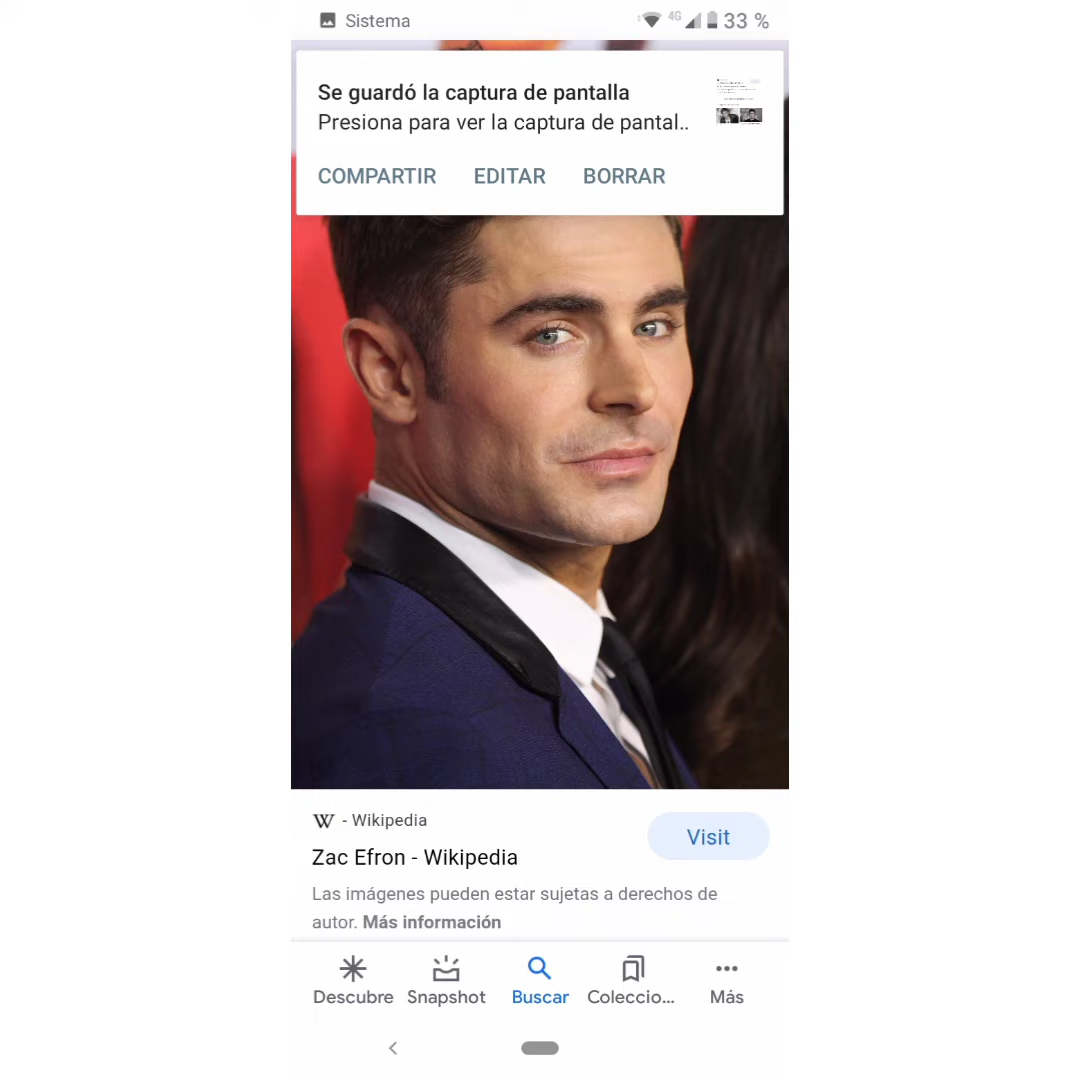 Sistema
4G
33 %
Se guardó la captura de pantalla
Presiona para ver la captura de pantal..
COMPARTIR EDITAR BORRAR
W - Wikipedia
Visit
Zac Efron - Wikipedia
Las imágenes pueden estar sujetas a derechos de
autor. Más información
Descubre Snapshot Buscar Coleccio... Más